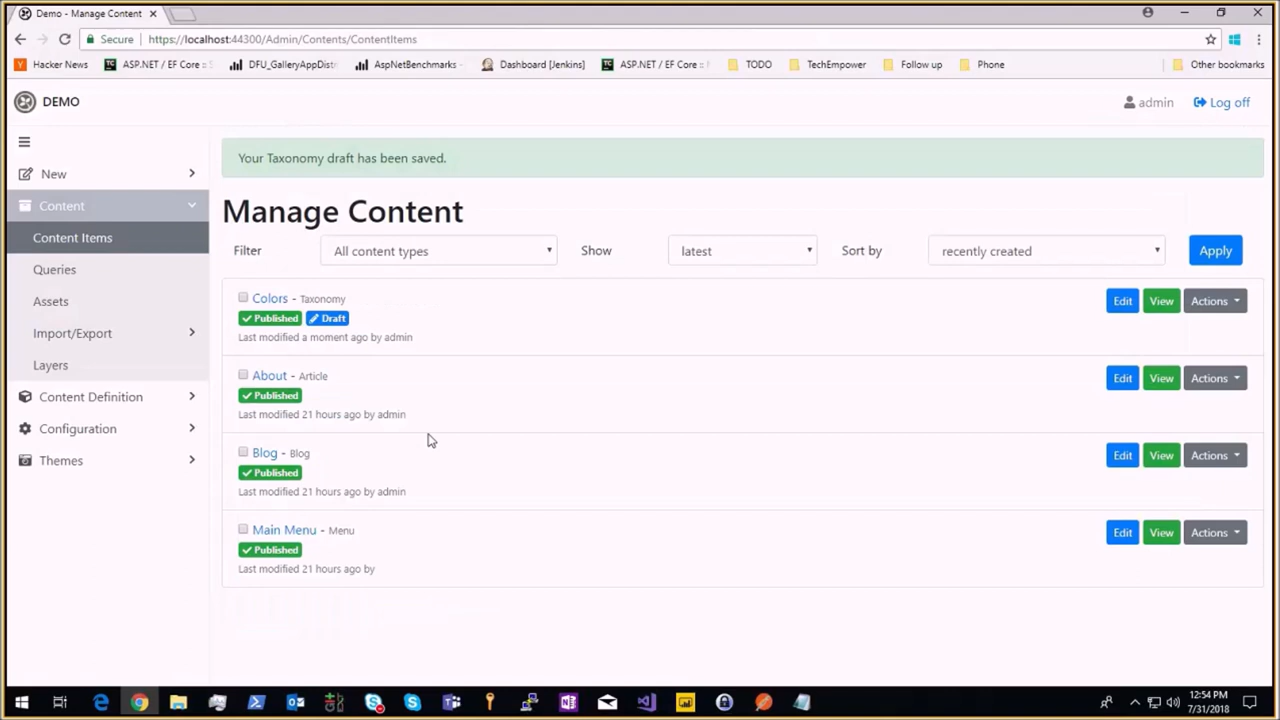 Demo - Manage Content
Secure https://localhost:44300/Admin/Contents/ContentItems
Hacker News ASP.NET / EF Core :: DFU_GalleryAppDist AspNetBenchmarks - Dashboard [Jenkins] ASP.NET / EF Core :: TODO TechEmpower Follow up Phone Other bookmarks
DEMO
admin Log off
New
Content
Content Items
Queries
Assets
Import/Export
Layers
Content Definition
Configuration
Themes
Your Taxonomy draft has been saved.
Manage Content
Filter All content types Show latest Sort by recently created Apply
Colors - Taxonomy
Edit View Actions
Published Draft
Last modified a moment ago by admin
About - Article
Edit View Actions
Published
Last modified 21 hours ago by admin
Blog - Blog
Edit View Actions
Published
Last modified 21 hours ago by admin
Main Menu - Menu
Edit View Actions
Published
Last modified 21 hours ago by
12:54 PM
7/31/2018